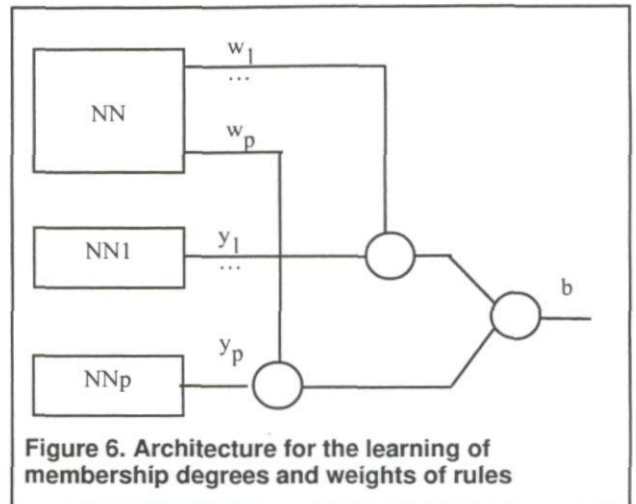 w1
...
NN
wp
NN1
y1
...
b
yp
NNp
Figure 6. Architecture for the learning of
membership degrees and weights of rules